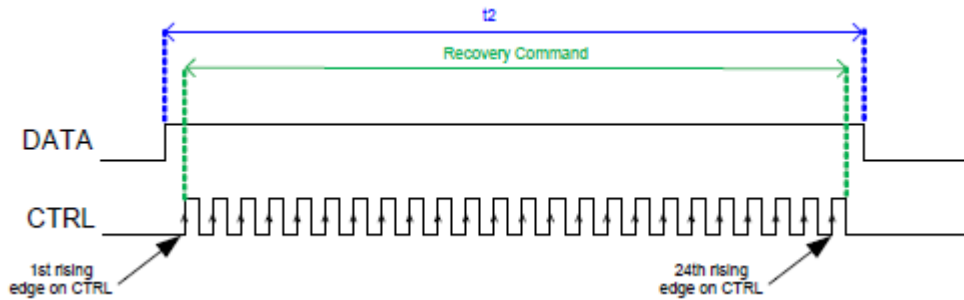 t2
Recovery Command
DATA
CTRL
1st rising
edge on CTRL
24th rising
edge on CTRL